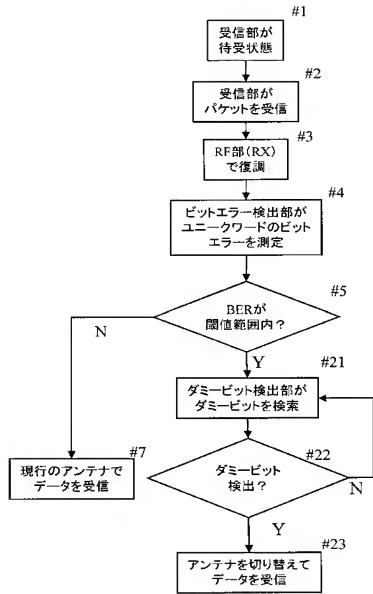 #1
受信部が
待受状態
#2
受信部が
パケットを受信
#3
RF部(RX)
で復調
#4
ビットエラー検出部が
ユニークワードのビット
エラーを測定
#5
BERが
閾値範囲内？
N
Y
#21
ダミービット検出部が
ダミービットを検索
#7
現行のアンテナで
データを受信
#22
ダミービット
検出？
N
Y
#23
アンテナを切り替えて
データを受信